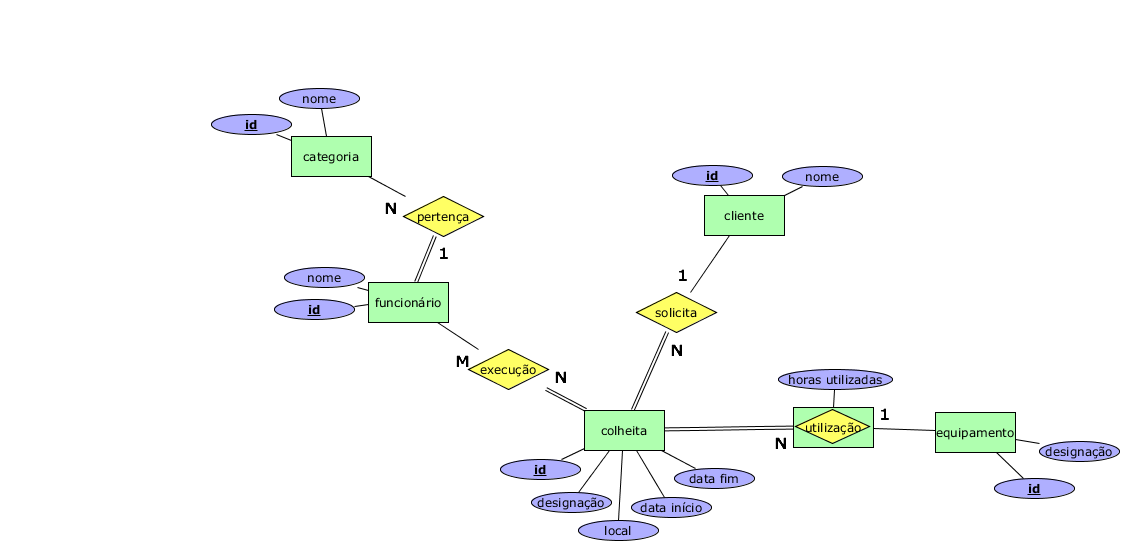 nome
id
categoria
N
pertença
1
nome
id
funcionário
M
execução
N
id
nome
cliente
1
solicita
N
colheita
id
designação
local
data início
data fim
horas utilizadas
utilização
N
1
equipamento
designação
id